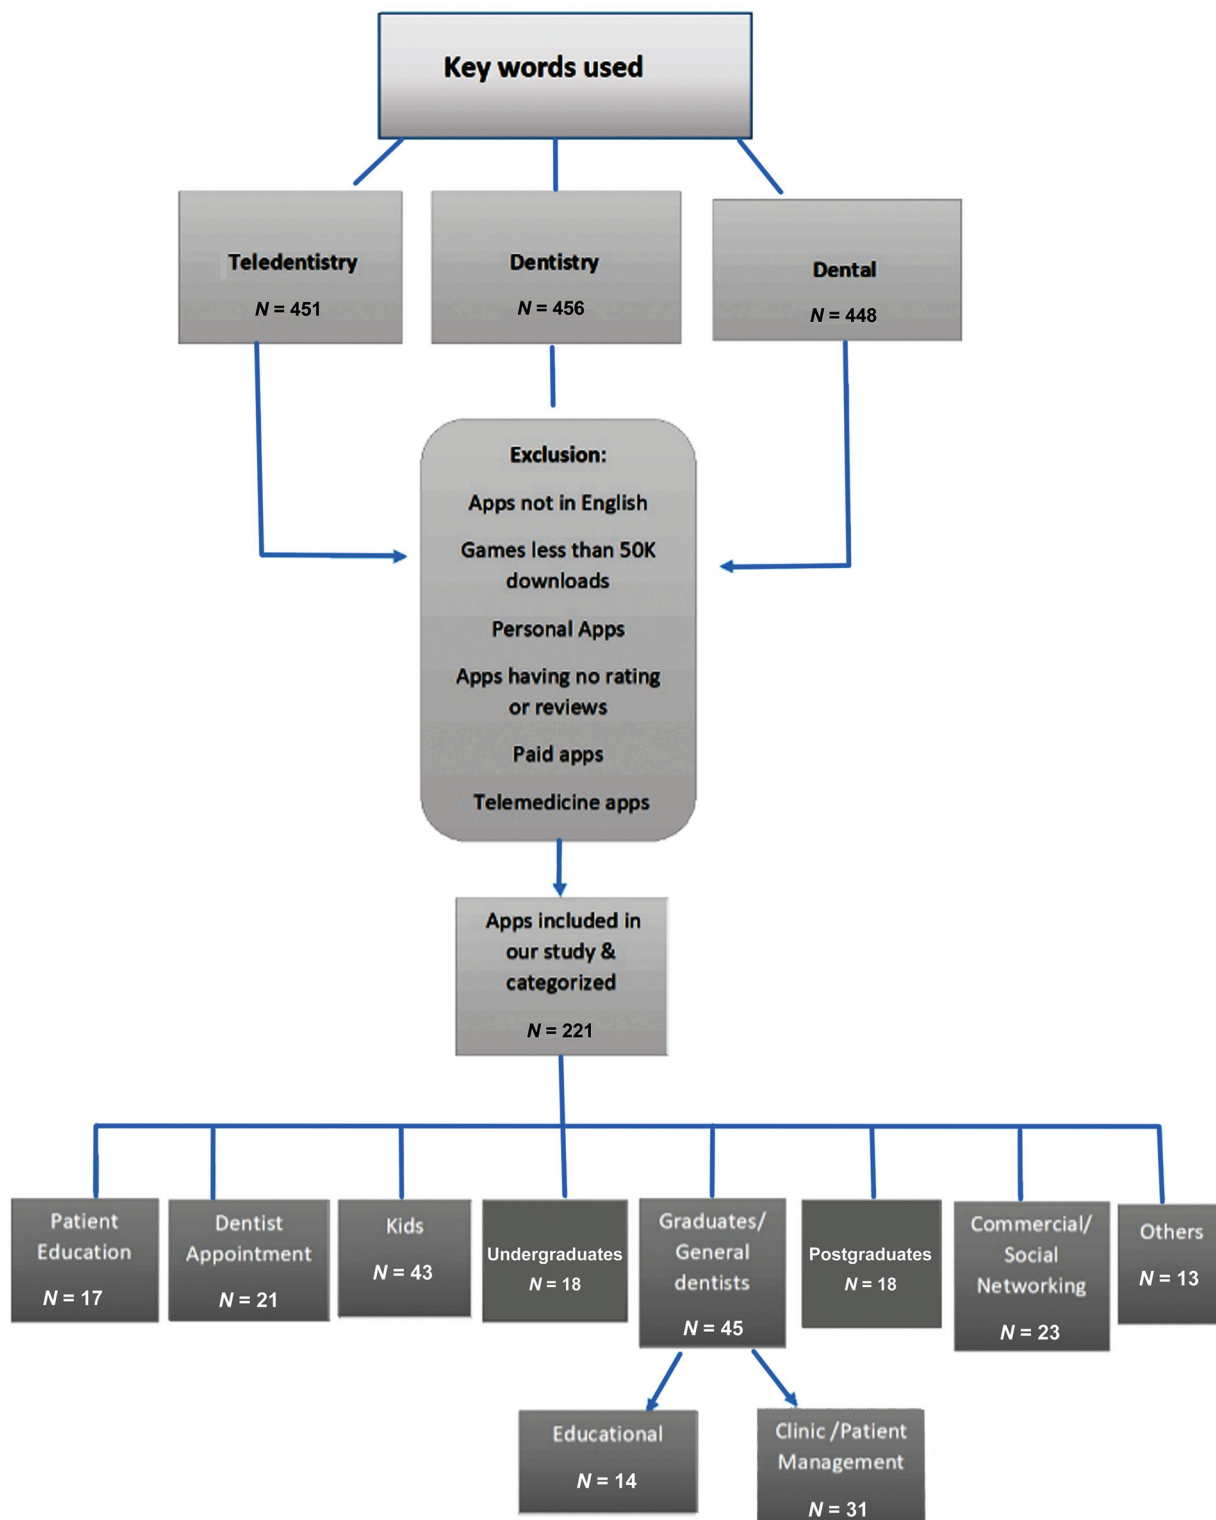 Key words used
Teledentistry
N = 451
Dentistry
N = 456
Dental
N = 448
Exclusion:
Apps not in English
Games less than 50K
downloads
Personal Apps
Apps having no rating
or reviews
Paid apps
Telemedicine apps
Apps included in
our study &
categorized
N = 221
Patient
Education
N = 17
Dentist
Appointment
N = 21
Kids
N = 43
Undergraduates
N = 18
Graduates/
General
dentists
N = 45
Postgraduates
N = 18
Commercial/
Social
Networking
N = 23
Others
N = 13
Educational
N = 14
Clinic /Patient
Management
N = 31